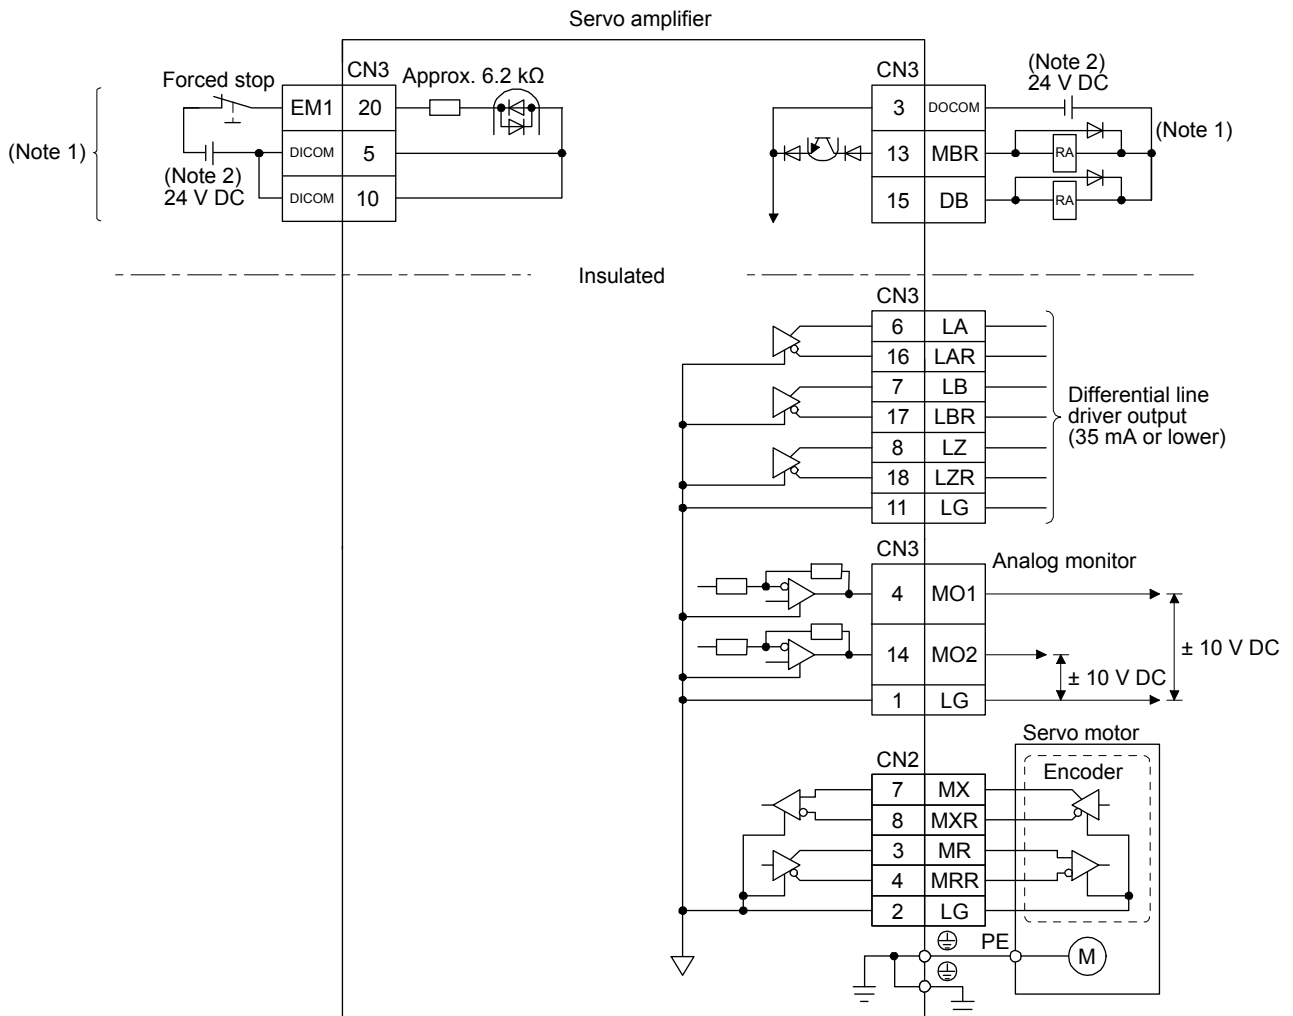 Servo amplifier
Forced stop
CN3
Approx. 6.2 kΩ
(Note 1)
EM1 20
DICOM 5
DICOM 10
(Note 2)
24 V DC
CN3
(Note 2)
24 V DC
3 DOCOM
13 MBR
RA
(Note 1)
15 DB
RA
Insulated
CN3
6 LA
16 LAR
7 LB
17 LBR
8 LZ
18 LZR
11 LG
Differential line
driver output
(35 mA or lower)
CN3
Analog monitor
4 MO1
14 MO2
1 LG
± 10 V DC
± 10 V DC
Servo motor
CN2
Encoder
7 MX
8 MXR
3 MR
4 MRR
2 LG
PE
M